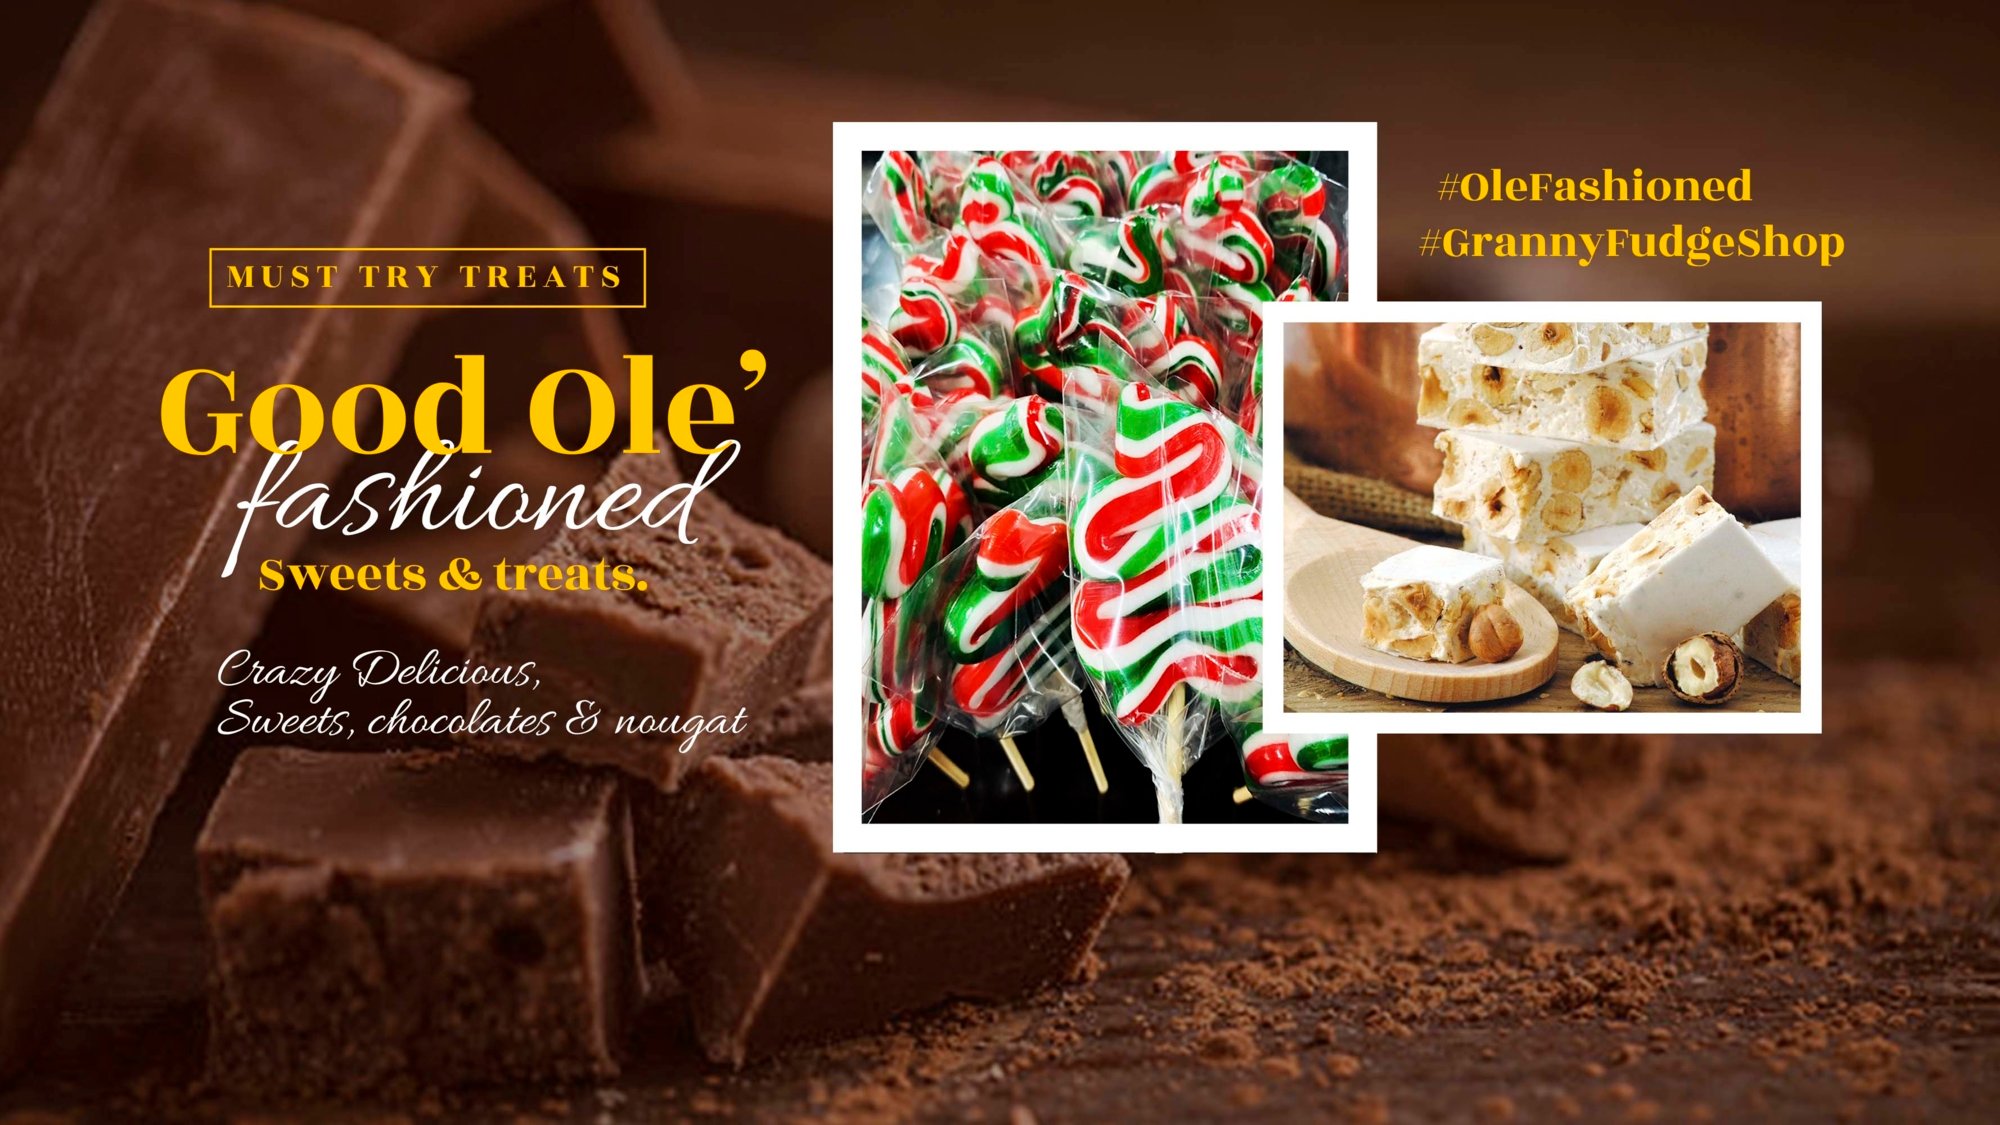 MUST TRY TREATS
Good Ole’
fashioned
Sweets & treats.
Crazy Delicious,
Sweets, chocolates & nougat
#OleFashioned
#GrannyFudgeShop